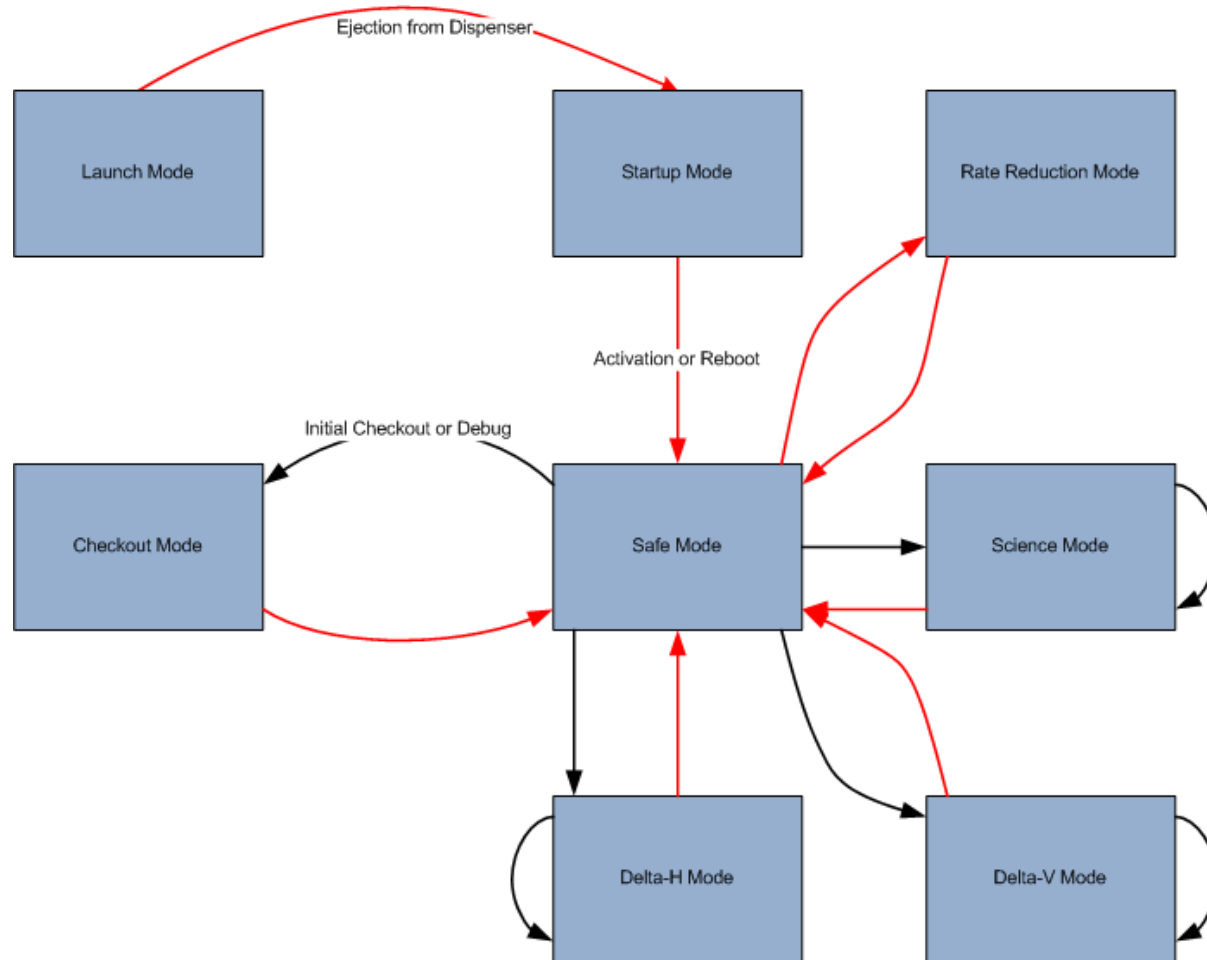 Ejection from Dispenser
Launch Mode
Startup Mode
Rate Reduction Mode
Activation or Reboot
Initial Checkout or Debug
Checkout Mode
Safe Mode
Science Mode
Delta-H Mode
Delta-V Mode